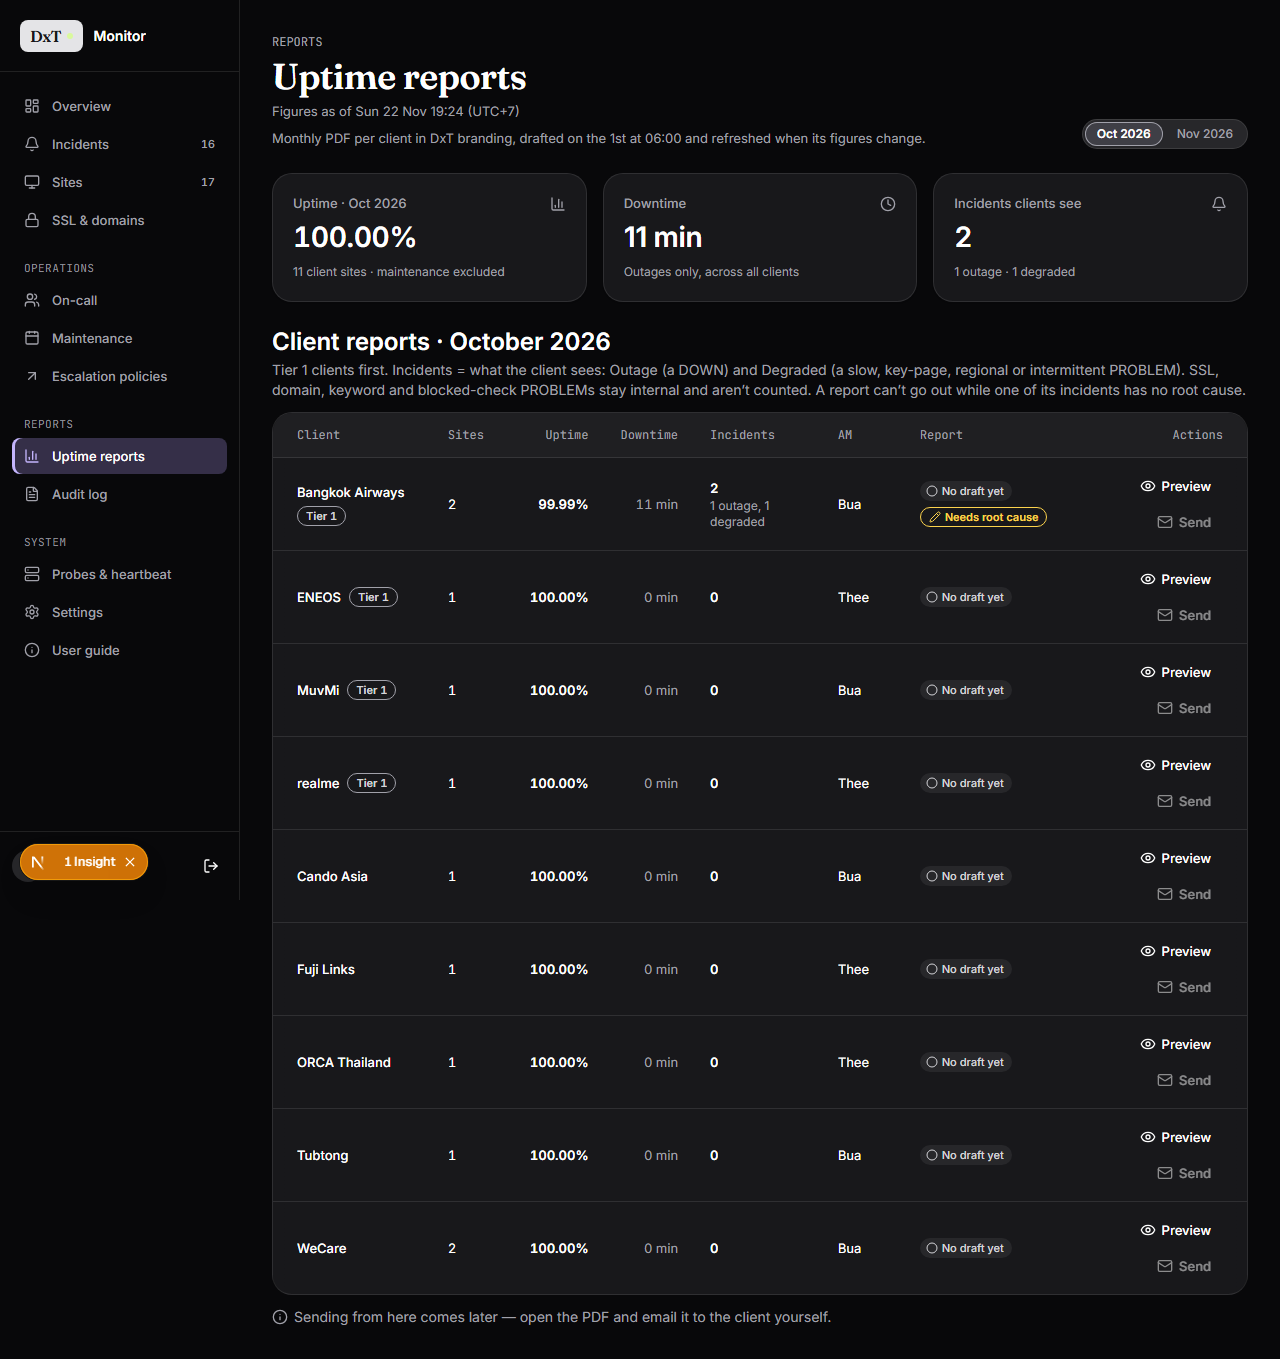 DxT
Monitor
Overview
Incidents 16
Sites 17
SSL & domains
OPERATIONS
On-call
Maintenance
Escalation policies
REPORTS
Uptime reports
Audit log
SYSTEM
Probes & heartbeat
Settings
User guide
1 Insight
REPORTS
Uptime reports
Figures as of Sun 22 Nov 19:24 (UTC+7)
Monthly PDF per client in DxT branding, drafted on the 1st at 06:00 and refreshed when its figures change.
Oct 2026 Nov 2026
Uptime · Oct 2026
100.00%
11 client sites · maintenance excluded
Downtime
11 min
Outages only, across all clients
Incidents clients see
2
1 outage · 1 degraded
Client reports · October 2026
Tier 1 clients first. Incidents = what the client sees: Outage (a DOWN) and Degraded (a slow, key-page, regional or intermittent PROBLEM). SSL,
domain, keyword and blocked-check PROBLEMs stay internal and aren’t counted. A report can’t go out while one of its incidents has no root cause.
Client Sites Uptime Downtime Incidents AM Report Actions
Bangkok Airways
Tier 1
2 99.99% 11 min
2
1 outage, 1
degraded
Bua
No draft yet
Needs root cause
Preview
Send
ENEOS Tier 1 1 100.00% 0 min 0 Thee No draft yet
Preview
Send
MuvMi Tier 1 1 100.00% 0 min 0 Bua No draft yet
Preview
Send
realme Tier 1 1 100.00% 0 min 0 Thee No draft yet
Preview
Send
Cando Asia 1 100.00% 0 min 0 Bua No draft yet
Preview
Send
Fuji Links 1 100.00% 0 min 0 Thee No draft yet
Preview
Send
ORCA Thailand 1 100.00% 0 min 0 Thee No draft yet
Preview
Send
Tubtong 1 100.00% 0 min 0 Bua No draft yet
Preview
Send
WeCare 2 100.00% 0 min 0 Bua No draft yet
Preview
Send
Sending from here comes later — open the PDF and email it to the client yourself.